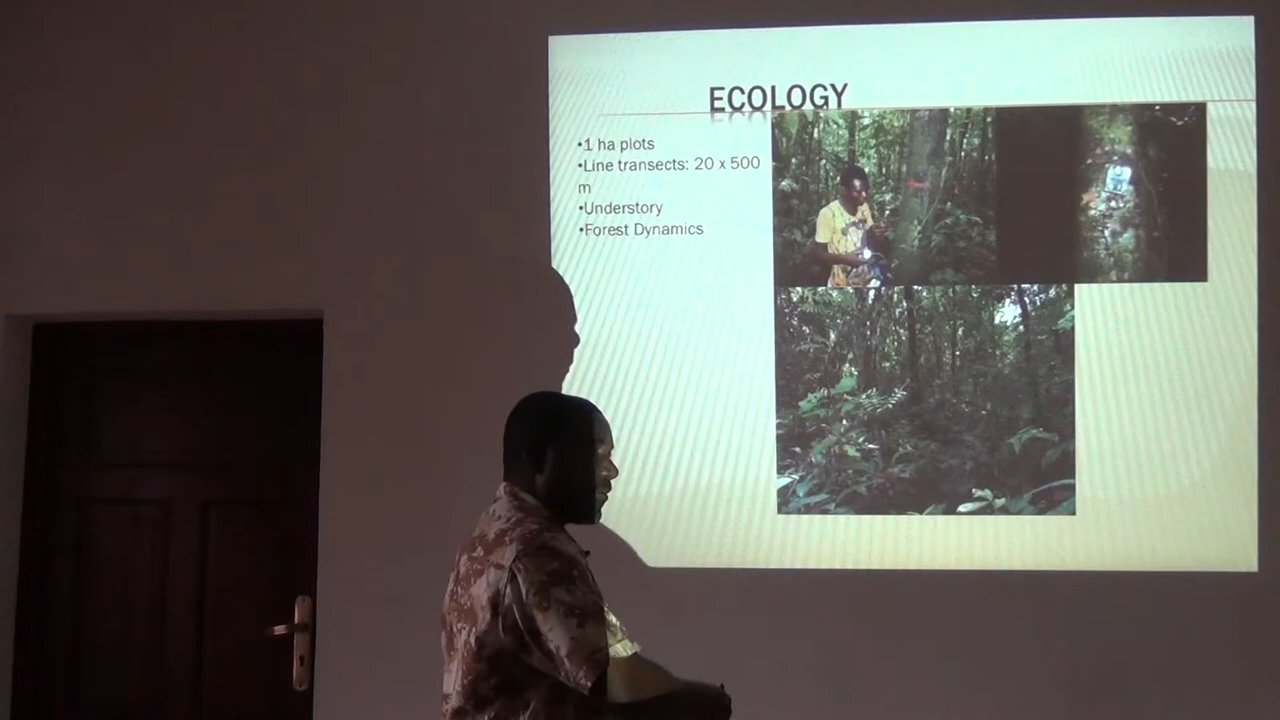 ECOLOGY
•1 ha plots
•Line transects: 20 x 500
m
•Understory
•Forest Dynamics